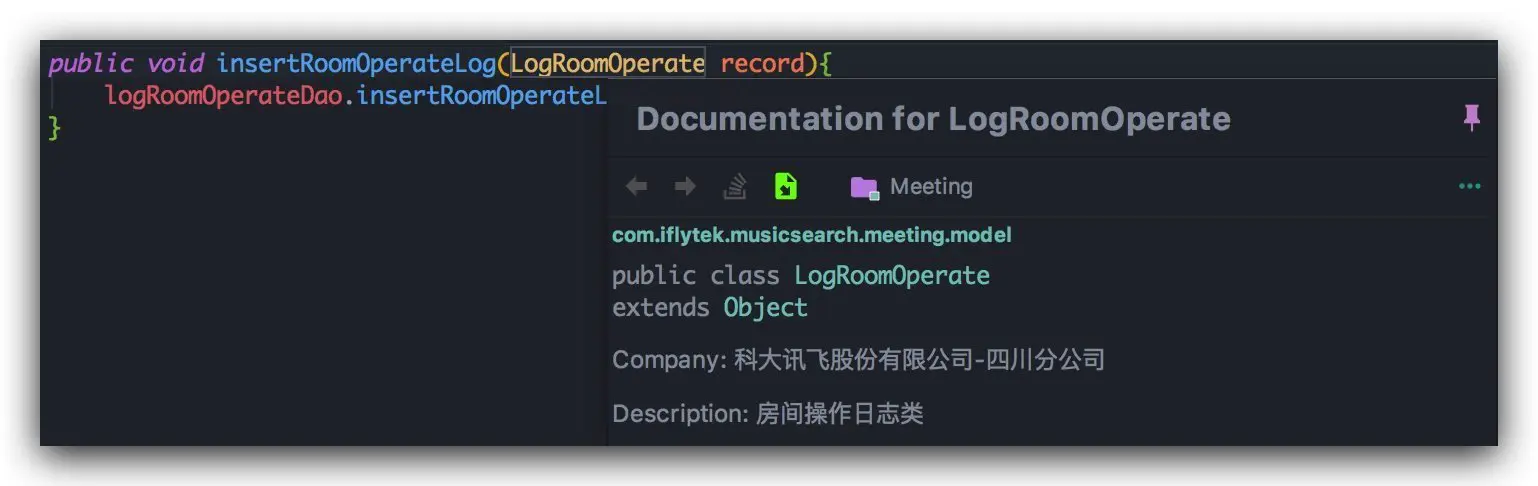 public void insertRoomOperateLog(LogRoomOperate record){
logRoomOperateDao.insertRoomOperateL
}
Documentation for LogRoomOperate
Meeting
com.iflytek.musicsearch.meeting.model
public class LogRoomOperate
extends Object
Company: 科大讯飞股份有限公司-四川分公司
Description: 房间操作日志类